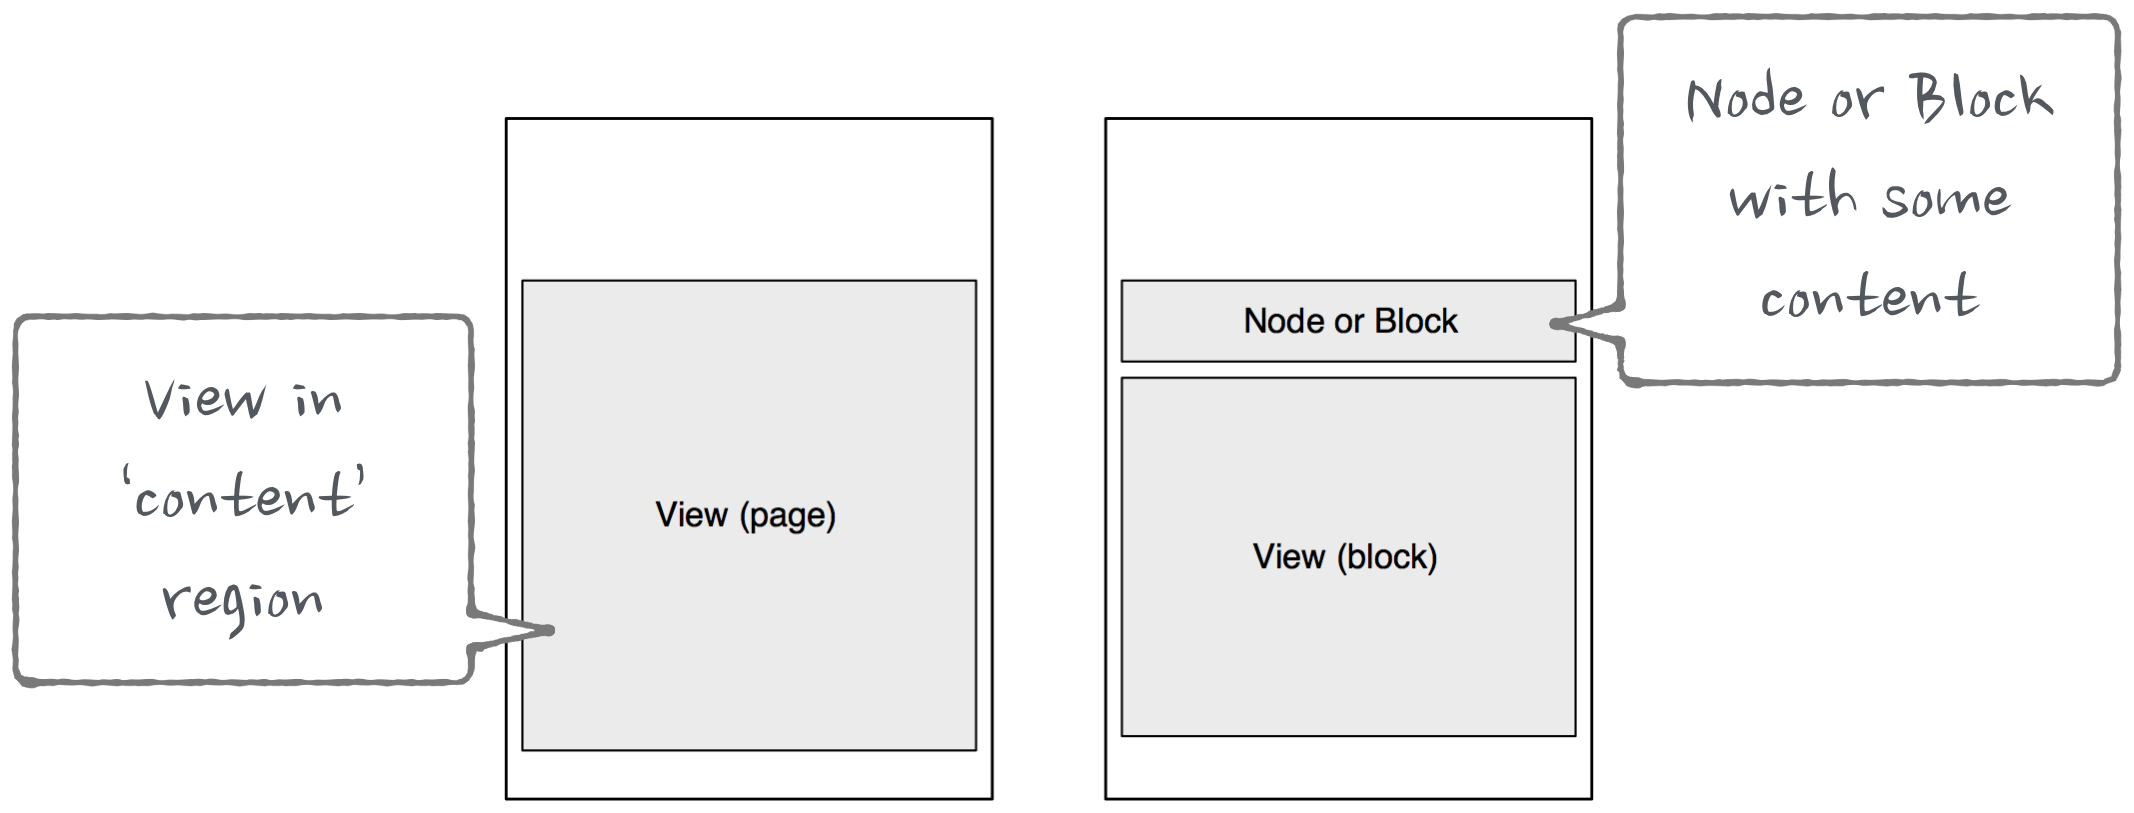 View in
‘content’
region
View (page)
Node or Block
View (block)
Node or Block
with some
content